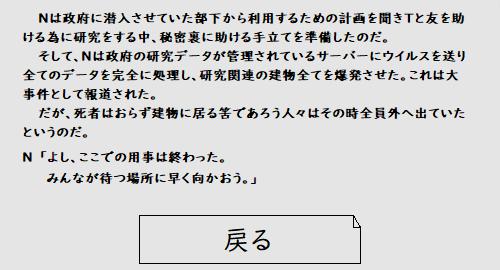 Nは政府に潜入させていた部下から利用するための計画を聞きTと友を助
ける為に研究をする中、秘密裏に助ける手立てを準備したのだ。
　そして、Nは政府の研究データが管理されているサーバーにウイルスを送り
全てのデータを完全に処理し、研究関連の建物全てを爆発させた。これは大
事件として報道された。
　だが、死者はおらず建物に居る筈であろう人々はその時全員外へ出ていた
というのだ。
N「よし、ここでの用事は終わった。
　みんなが待つ場所に早く向かおう。」
戻る